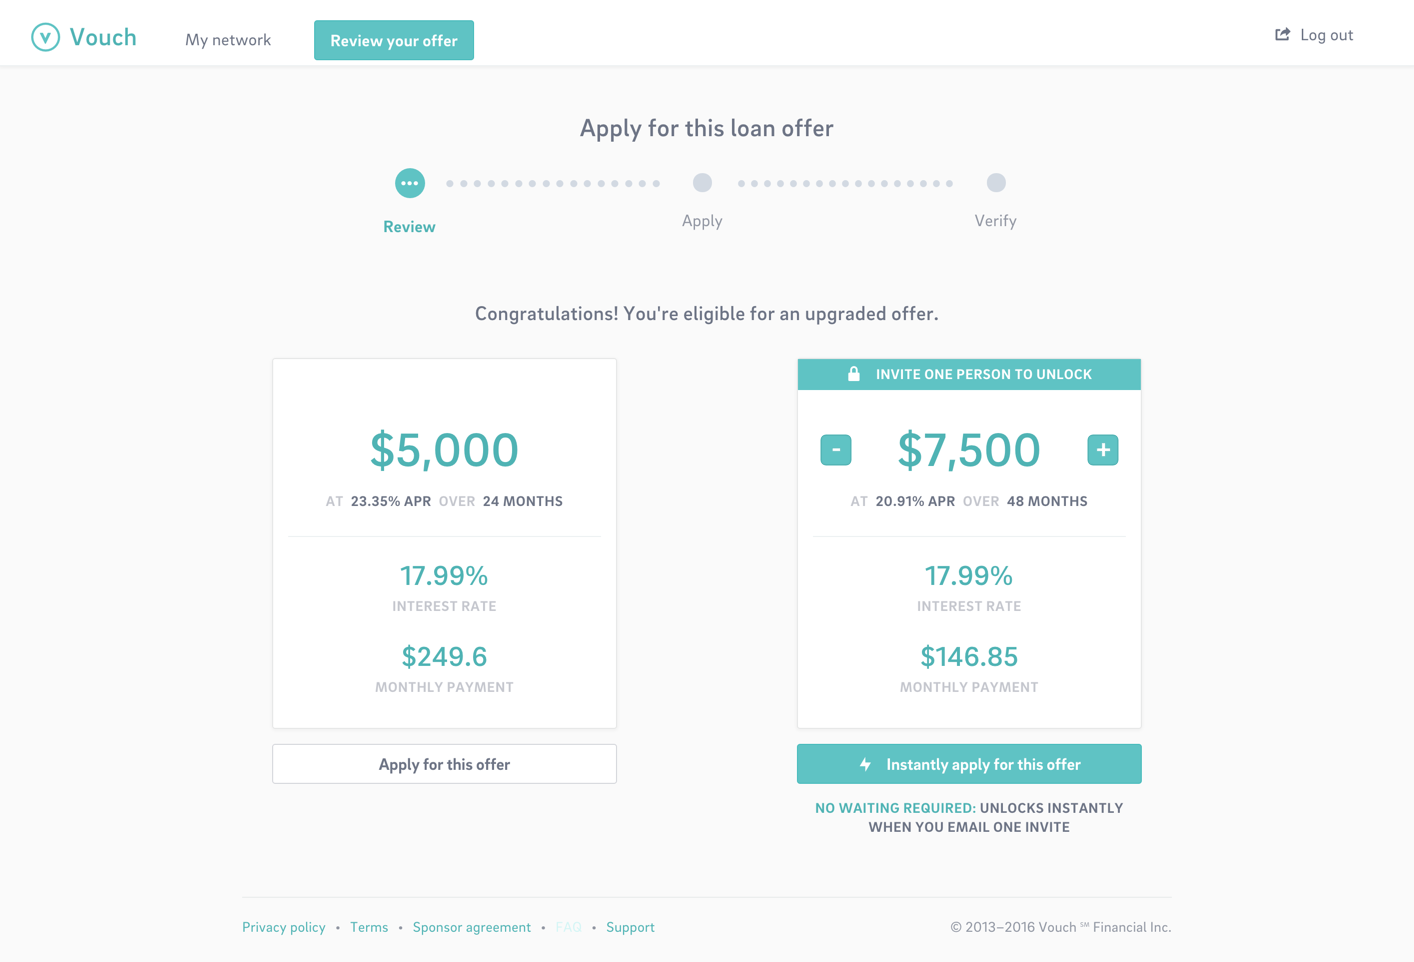 Vouch
My network
Review your offer
Log out
Apply for this loan offer
Review
Apply
Verify
Congratulations! You're eligible for an upgraded offer.
$5,000
AT 23.35% APR OVER 24 MONTHS
17.99%
INTEREST RATE
$249.6
MONTHLY PAYMENT
Apply for this offer
INVITE ONE PERSON TO UNLOCK
- $7,500 +
AT 20.91% APR OVER 48 MONTHS
17.99%
INTEREST RATE
$146.85
MONTHLY PAYMENT
Instantly apply for this offer
NO WAITING REQUIRED: UNLOCKS INSTANTLY
WHEN YOU EMAIL ONE INVITE
Privacy policy • Terms • Sponsor agreement • FAQ • Support
© 2013–2016 Vouch ℠ Financial Inc.